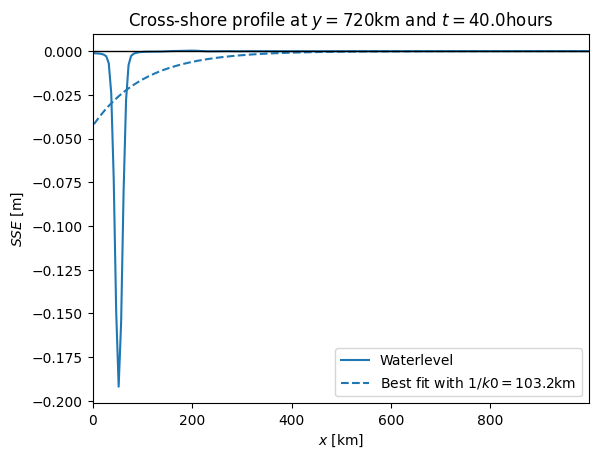 Cross-shore profile at y = 720km and t = 40.0hours
SSE [m]
0.000
−0.025
−0.050
−0.075
−0.100
−0.125
−0.150
−0.175
−0.200
0 200 400 600 800
x [km]
Waterlevel
Best fit with 1/k0 = 103.2km